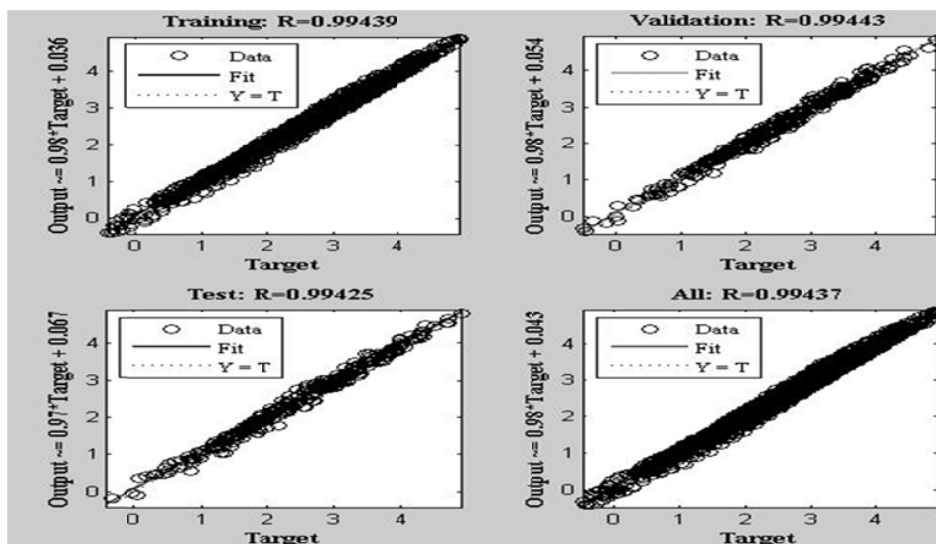 Training: R=0.99439
Output ~= 0.98*Target + 0.036
Data
Fit
Y = T
4
3
2
1
0
0 1 2 3 4
Target
Validation: R=0.99443
Output ~= 0.98*Target + 0.054
Data
Fit
Y = T
4
3
2
1
0
0 1 2 3 4
Target
Test: R=0.99425
Output ~= 0.97*Target + 0.067
Data
Fit
Y = T
4
3
2
1
0
0 1 2 3 4
Target
All: R=0.99437
Output ~= 0.98*Target + 0.043
Data
Fit
Y = T
4
3
2
1
0
0 1 2 3 4
Target